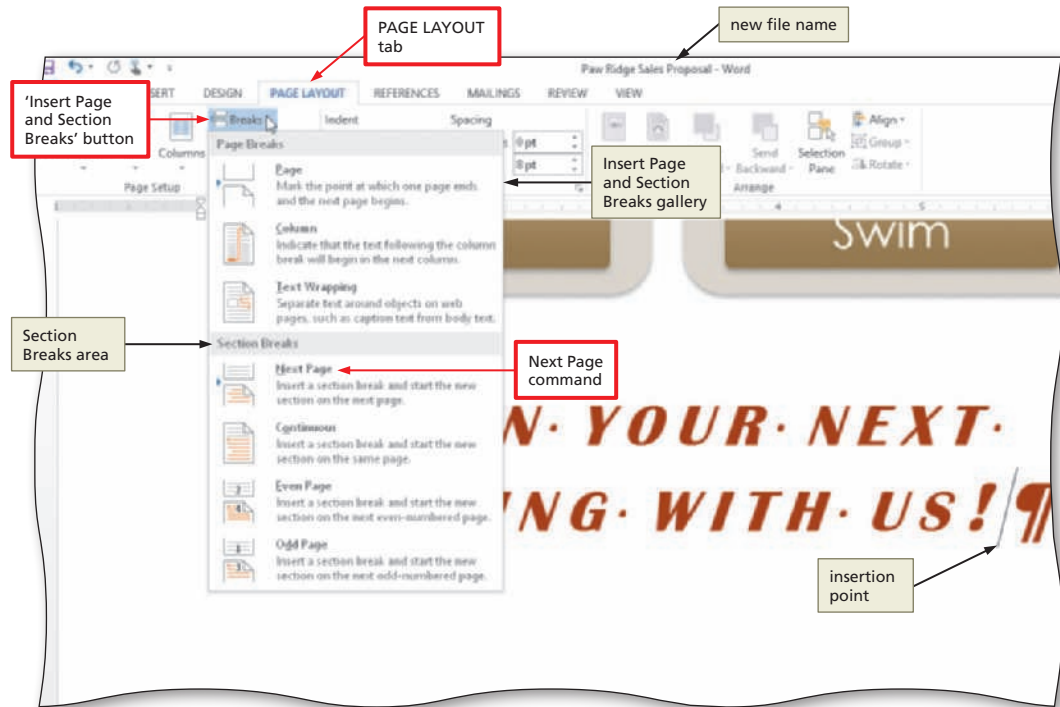 PAGE LAYOUT
tab
new file name
Paw Ridge Sales Proposal - Word
SERT DESIGN PAGE LAYOUT REFERENCES MAILINGS REVIEW VIEW
'Insert Page
and Section
Breaks' button
Breaks
Indent
Spacing
Columns
0 pt
8 pt
Send
Backward
Selection
Pane
Align
Group
Rotate
Page Setup
Arrange
Insert Page
and Section
Breaks gallery
Page Breaks
Page
Mark the point at which one page ends
and the next page begins.
Column
Indicate that the text following the column
break will begin in the next column.
Text Wrapping
Separate text around objects on web
pages, such as caption text from body text.
Section
Breaks area
Section Breaks
Next Page
Insert a section break and start the new
section on the next page.
Next Page
command
Continuous
Insert a section break and start the new
section on the same page.
Even Page
Insert a section break and start the new
section on the next even-numbered page.
Odd Page
Insert a section break and start the new
section on the next odd-numbered page.
1
4
5
Swim
N· YOUR· NEXT·
NG· WITH· US!¶
insertion
point